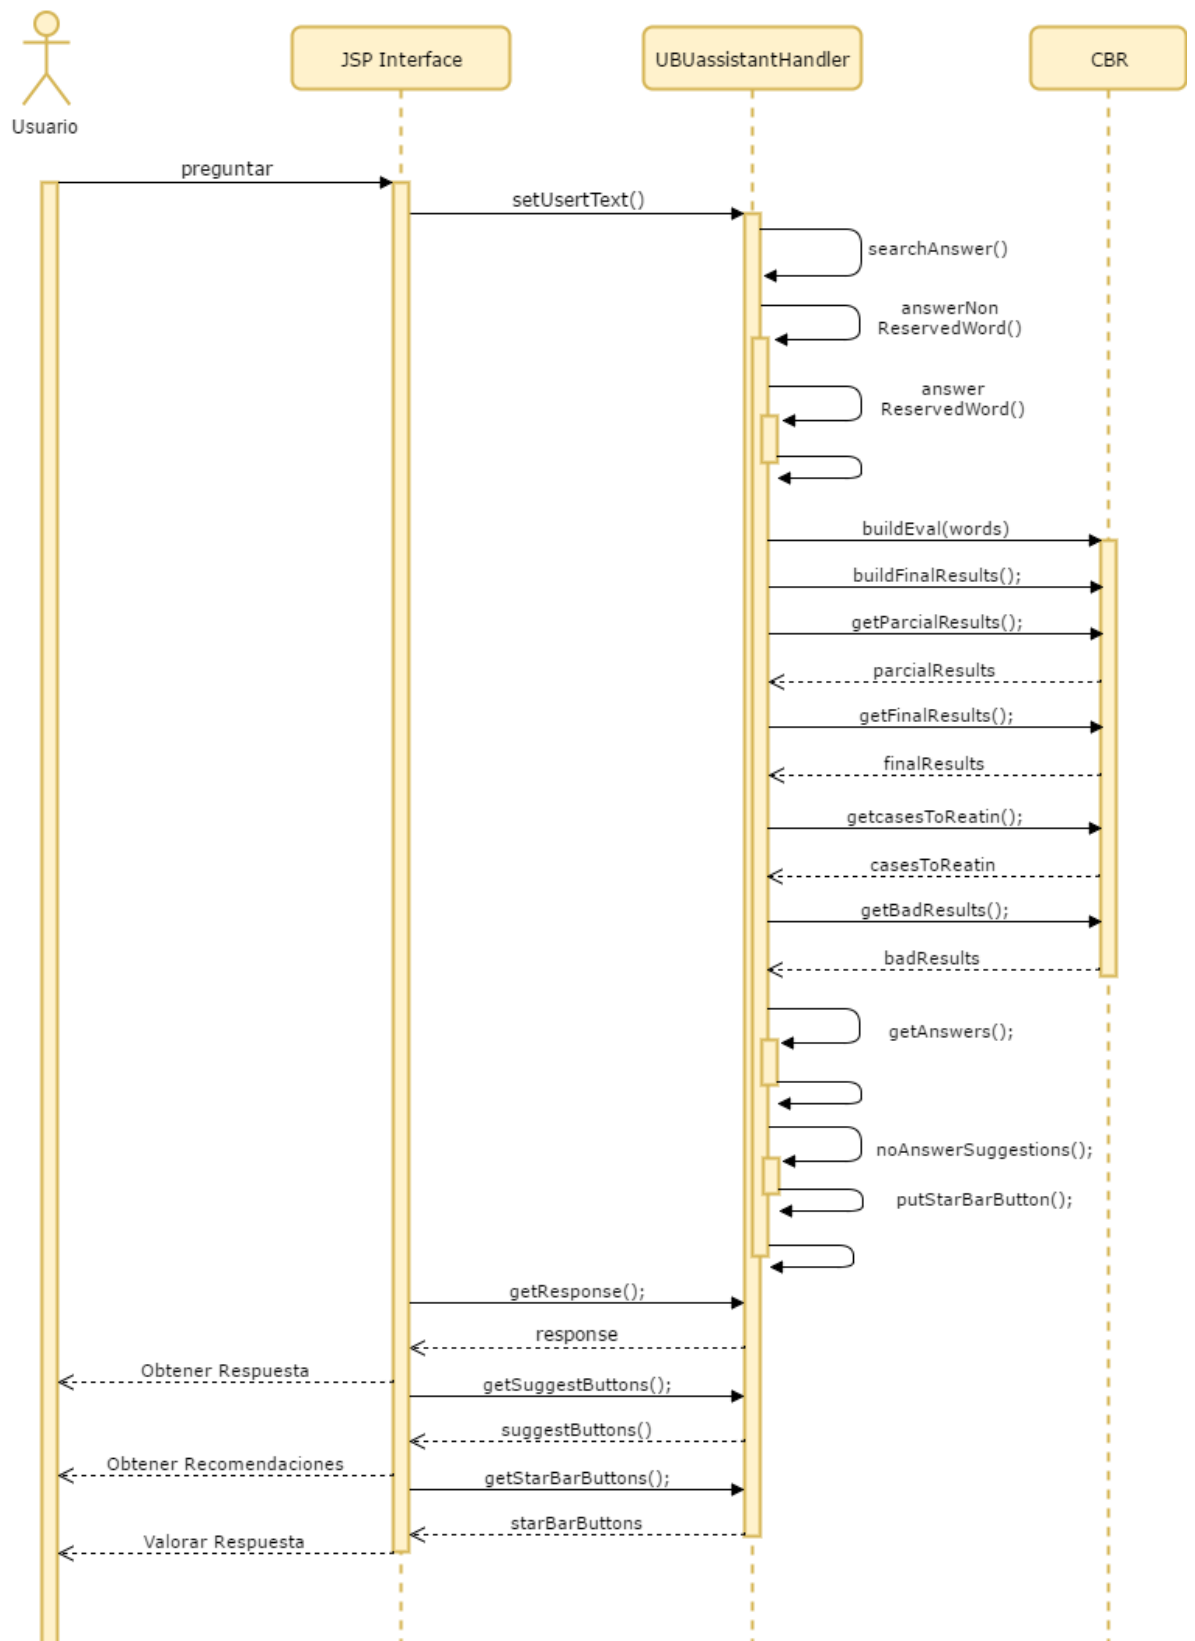 JSP Interface
UBUassistantHandler
CBR
Usuario
preguntar
setUsertText()
searchAnswer()
answerNon
ReservedWord()
answer
ReservedWord()
buildEval(words)
buildFinalResults();
getParcialResults();
parcialResults
getFinalResults();
finalResults
getcasesToReatin();
casesToReatin
getBadResults();
badResults
getAnswers();
noAnswerSuggestions();
putStarBarButton();
getResponse();
response
Obtener Respuesta
getSuggestButtons();
suggestButtons()
Obtener Recomendaciones
getStarBarButtons();
starBarButtons
Valorar Respuesta